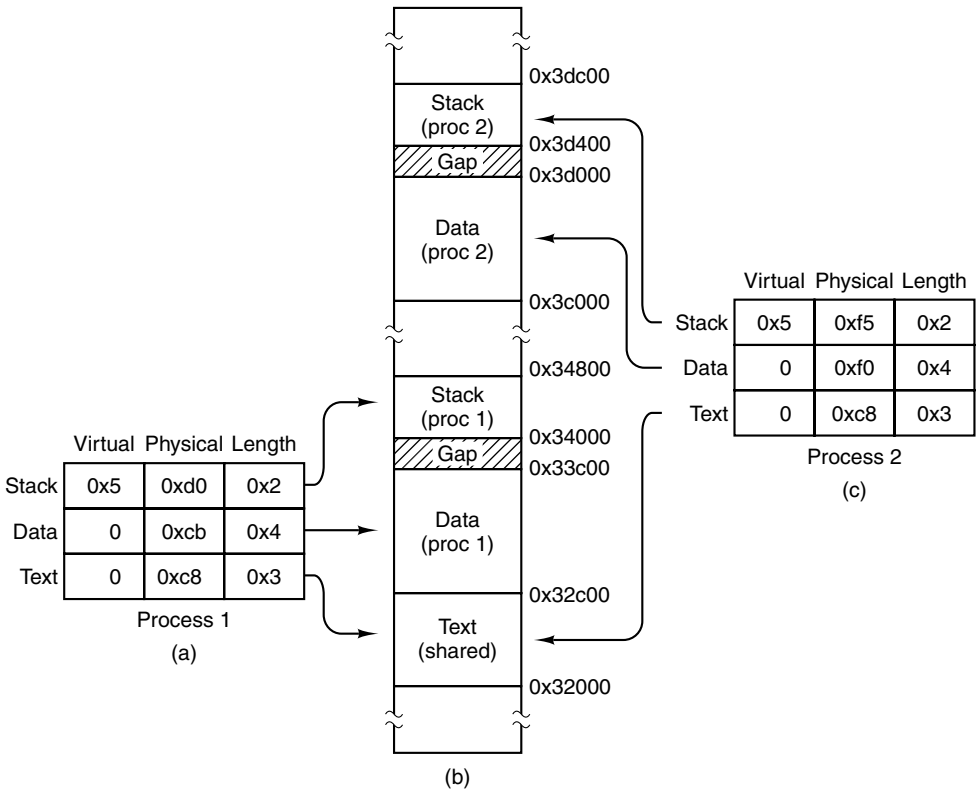 0x3dc00
Stack
(proc 2)
0x3d400
Gap
0x3d000
Data
(proc 2)
0x3c000
0x34800
Stack
(proc 1)
0x34000
Gap
0x33c00
Data
(proc 1)
0x32c00
Text
(shared)
0x32000
(b)
Virtual Physical Length
Stack 0x5 0xd0 0x2
Data 0 0xcb 0x4
Text 0 0xc8 0x3
Process 1
(a)
Virtual Physical Length
Stack 0x5 0xf5 0x2
Data 0 0xf0 0x4
Text 0 0xc8 0x3
Process 2
(c)